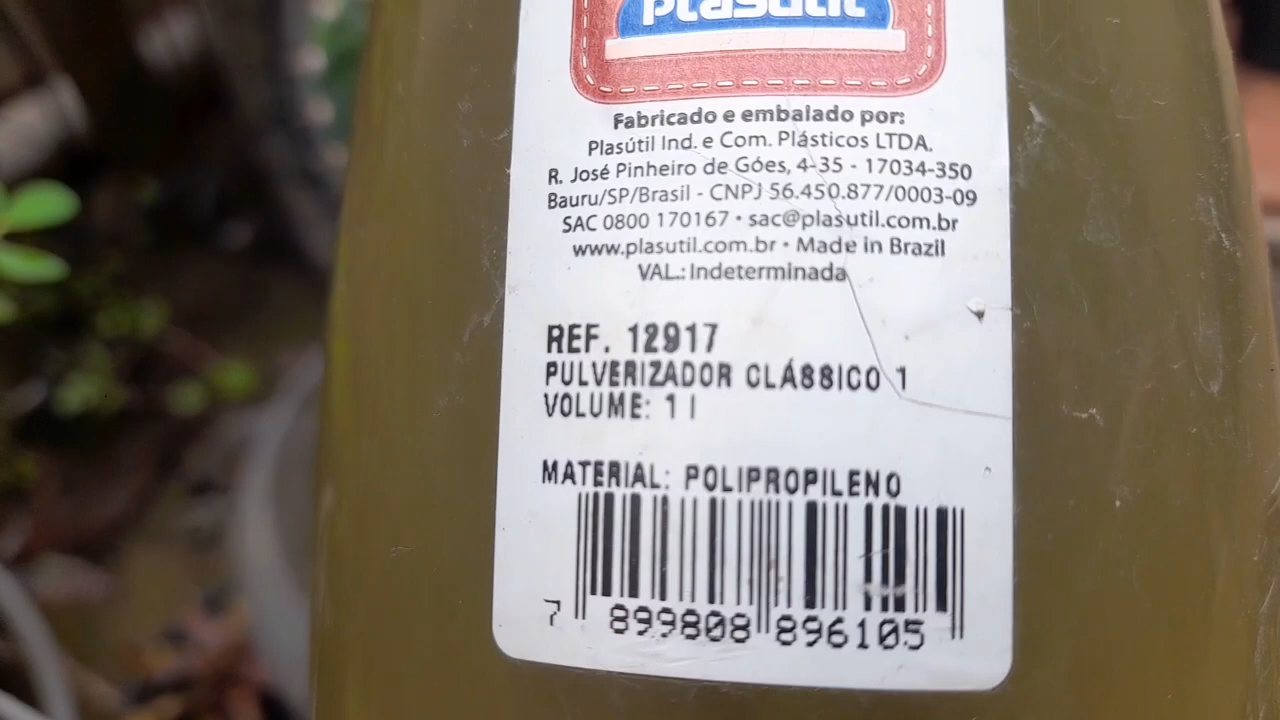 Plasútil
Fabricado e embalado por:
Plasútil Ind. e Com. Plásticos LTDA.
R. José Pinheiro de Góes, 4-35 - 17034-350
Bauru/SP/Brasil - CNPJ 56.450.877/0003-09
SAC 0800 170167 • sac@plasutil.com.br
www.plasutil.com.br • Made in Brazil
VAL.: Indeterminada
REF. 12917
PULVERIZADOR CLÁSSICO 1
VOLUME: 1 l
MATERIAL: POLIPROPILENO
7 899808 896105